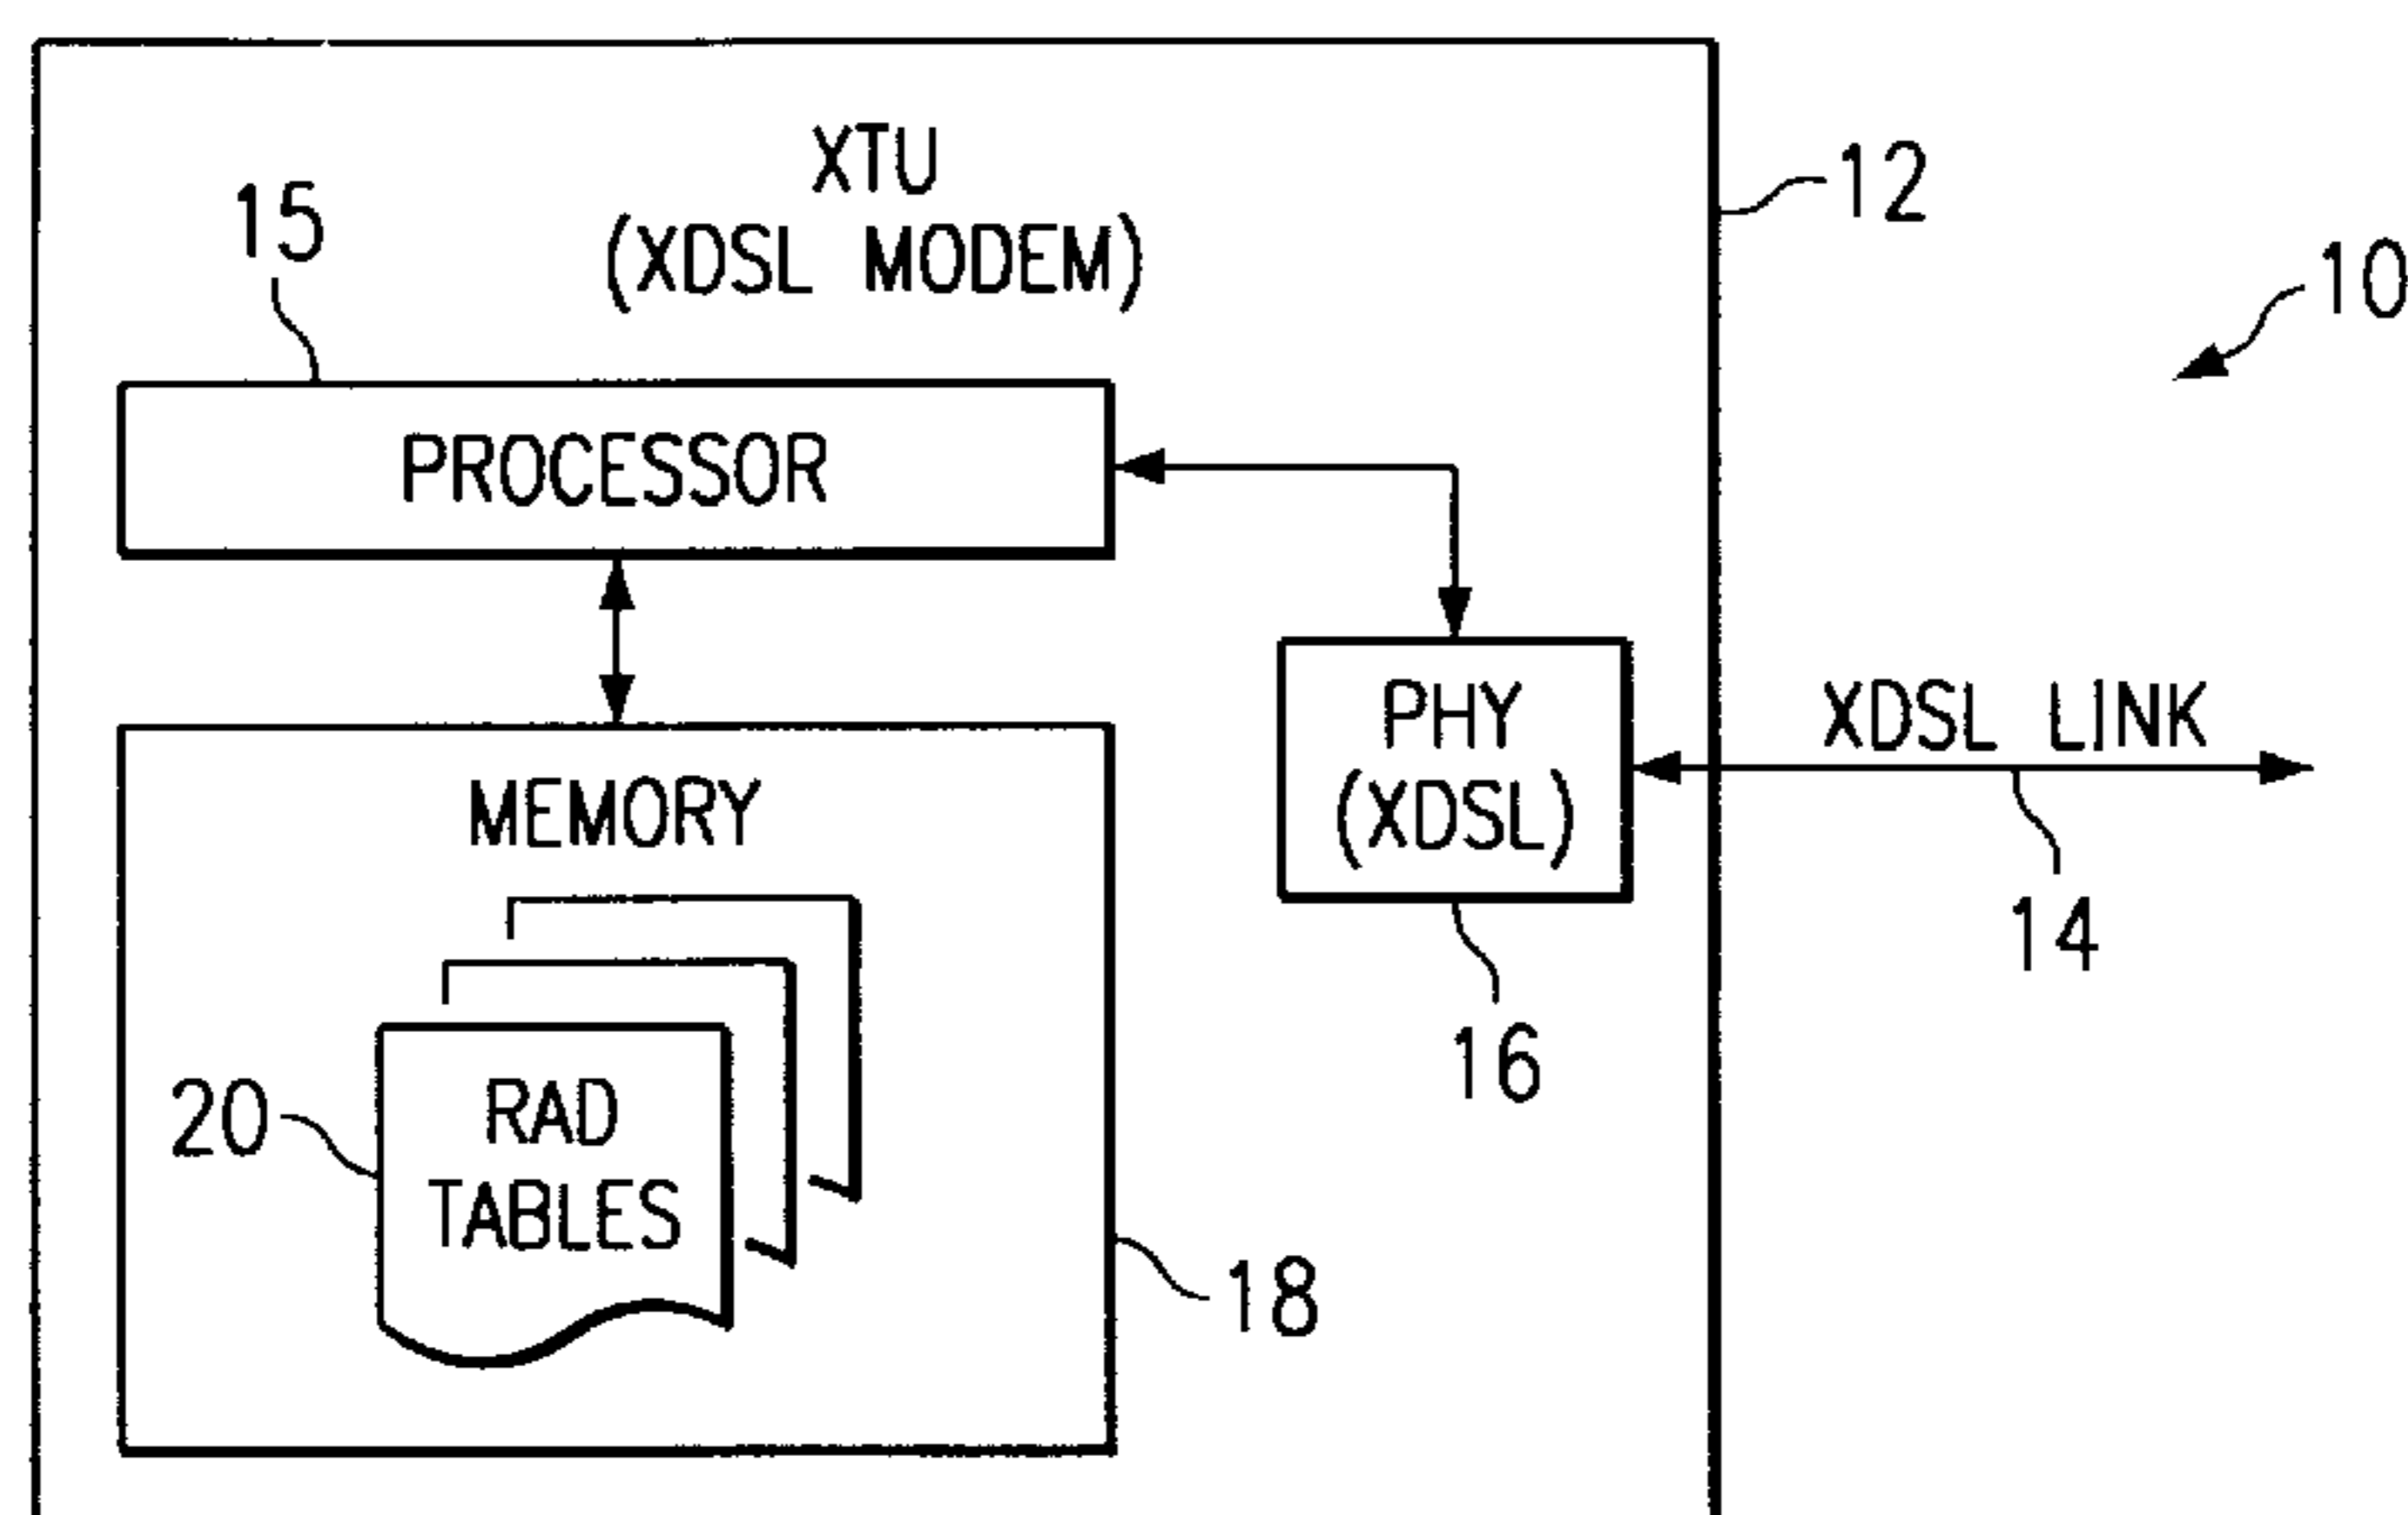 XTU
(XDSL MODEM)
12
15
10
PROCESSOR
PHY
(XDSL)
XDSL LINK
MEMORY
14
16
20
RAD
TABLES
18